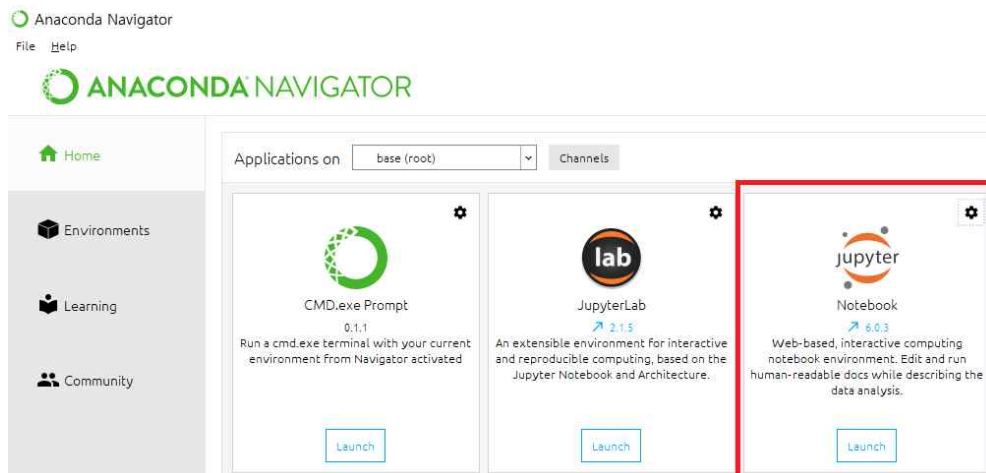 Anaconda Navigator
File Help
ANACONDA NAVIGATOR
Home
Applications on base (root) Channels
Environments
Learning
Community
CMD.exe Prompt
0.1.1
Run a cmd.exe terminal with your current
environment from Navigator activated
Launch
lab
JupyterLab
2.1.5
An extensible environment for interactive
and reproducible computing, based on the
Jupyter Notebook and Architecture.
Launch
jupyter
Notebook
6.0.3
Web-based, interactive computing
notebook environment. Edit and run
human-readable docs while describing the
data analysis.
Launch